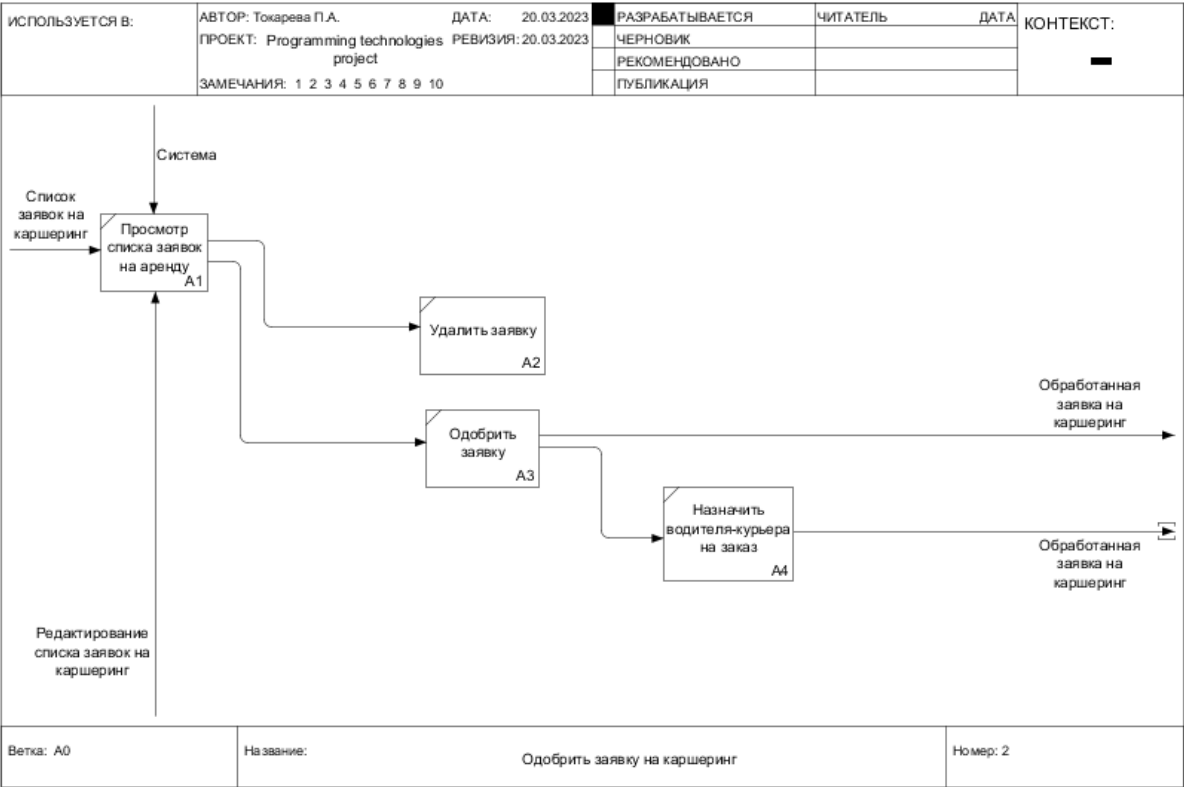 ИСПОЛЬЗУЕТСЯ В:
АВТОР: Токарева П.А.
ДАТА: 20.03.2023
ПРОЕКТ: Programming technologies
project
РЕВИЗИЯ: 20.03.2023
ЗАМЕЧАНИЯ: 1 2 3 4 5 6 7 8 9 10
РАЗРАБАТЫВАЕТСЯ
ЧЕРНОВИК
РЕКОМЕНДОВАНО
ПУБЛИКАЦИЯ
ЧИТАТЕЛЬ
ДАТА
КОНТЕКСТ:
Система
Список
заявок на
каршеринг
Просмотр
списка заявок
на аренду
A1
Удалить заявку
A2
Одобрить
заявку
A3
Обработанная
заявка на
каршеринг
Назначить
водителя-курьера
на заказ
A4
Обработанная
заявка на
каршеринг
Редактирование
списка заявок на
каршеринг
Ветка: A0
Название:
Одобрить заявку на каршеринг
Номер: 2